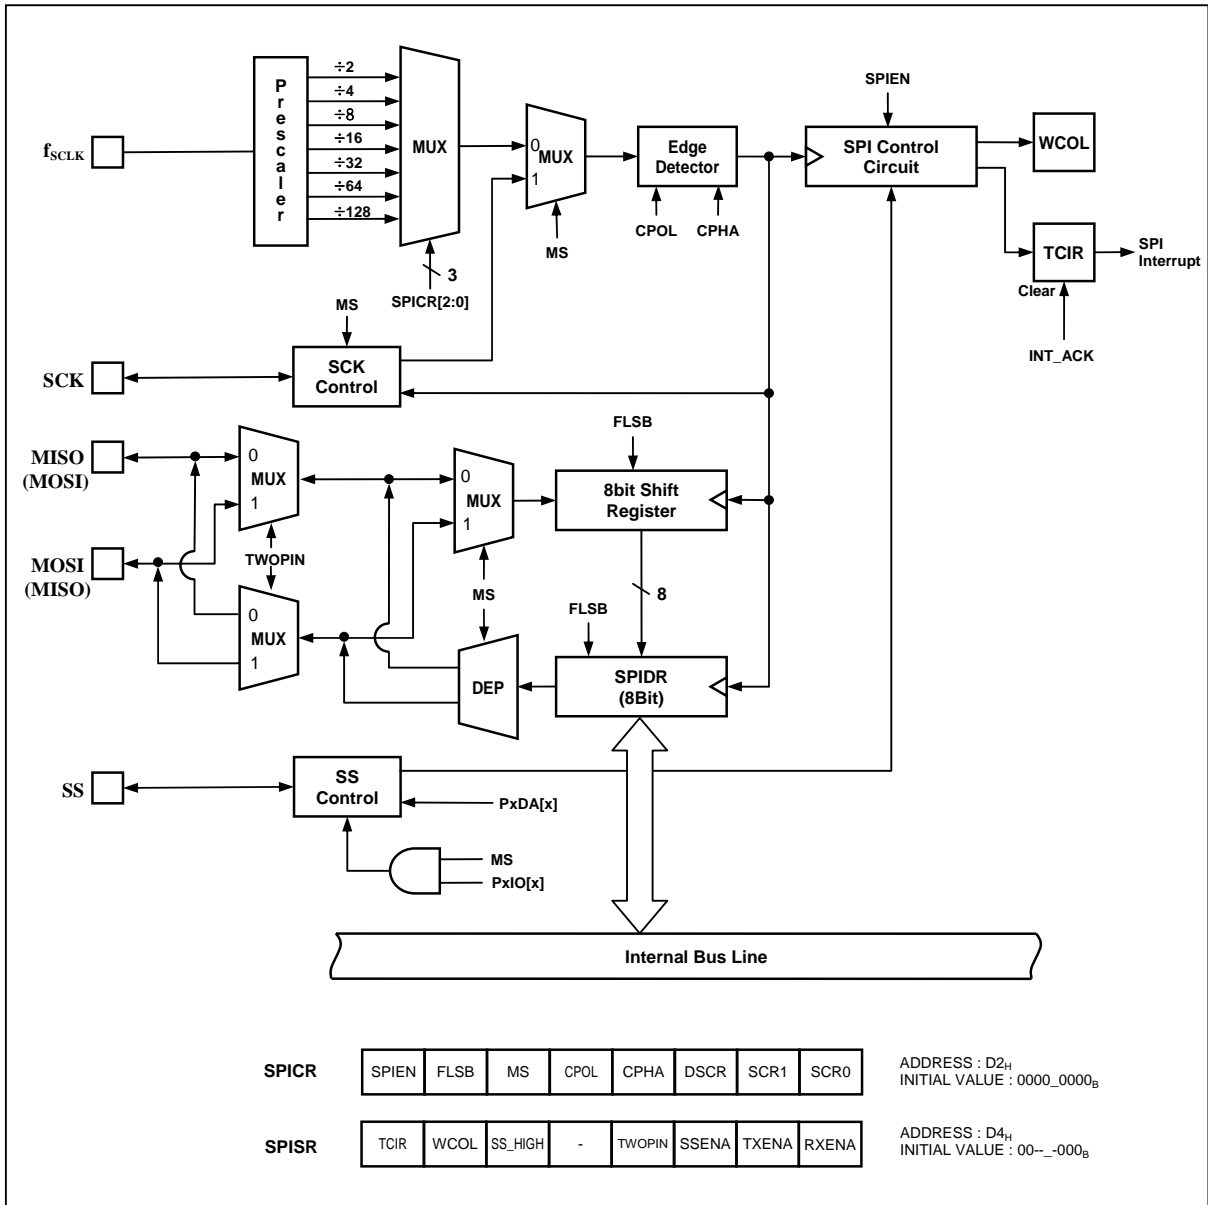 fSCLK
Prescaler
÷2
÷4
÷8
÷16
÷32
÷64
÷128
MUX
3
SPICR[2:0]
0
MUX
1
MS
Edge
Detector
CPOL
CPHA
SPIEN
SPI Control
Circuit
WCOL
TCIR
SPI
Interrupt
Clear
INT_ACK
MS
SCK
SCK
Control
MISO
(MOSI)
MOSI
(MISO)
0
MUX
1
TWOPIN
0
MUX
1
0
MUX
1
MS
DEP
FLSB
8bit Shift
Register
8
FLSB
SPIDR
(8Bit)
SS
SS
Control
PxDA[x]
MS
PxIO[x]
Internal Bus Line
SPICR SPIEN FLSB MS CPOL CPHA DSCR SCR1 SCR0
ADDRESS : D2H
INITIAL VALUE : 0000_0000B
SPISR TCIR WCOL SS_HIGH - TWOPIN SSENA TXENA RXENA
ADDRESS : D4H
INITIAL VALUE : 00--_-000B